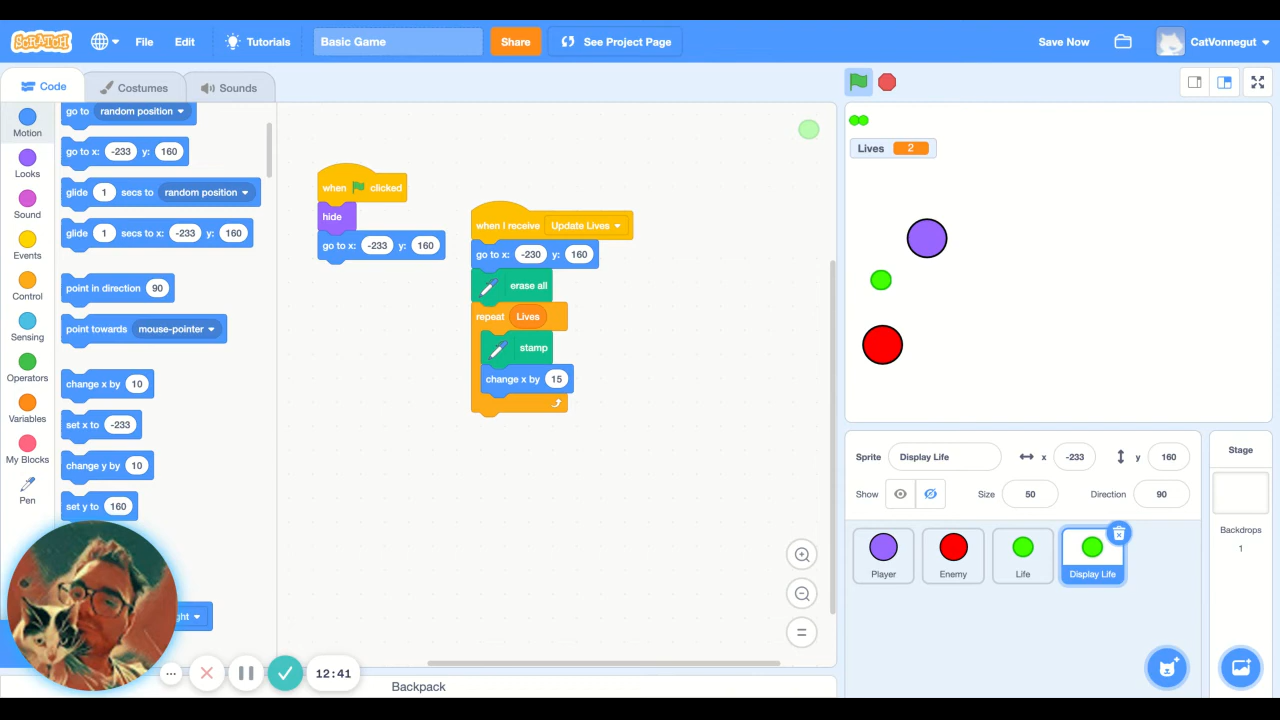 SCRATCH
File
Edit
Tutorials
Basic Game
Share
See Project Page
Save Now
CatVonnegut
Code
Costumes
Sounds
Motion
Looks
Sound
Events
Control
Sensing
Operators
Variables
My Blocks
Pen
go to random position
go to x: -233 y: 160
glide 1 secs to random position
glide 1 secs to x: -233 y: 160
point in direction 90
point towards mouse-pointer
change x by 10
set x to -233
change y by 10
set y to 160
when clicked
hide
go to x: -233 y: 160
when I receive Update Lives
go to x: -230 y: 160
erase all
repeat Lives
stamp
change x by 15
Lives 2
Sprite Display Life x -233 y 160
Show Size 50 Direction 90
Player
Enemy
Life
Display Life
Stage
Backdrops
1
12:41
Backpack